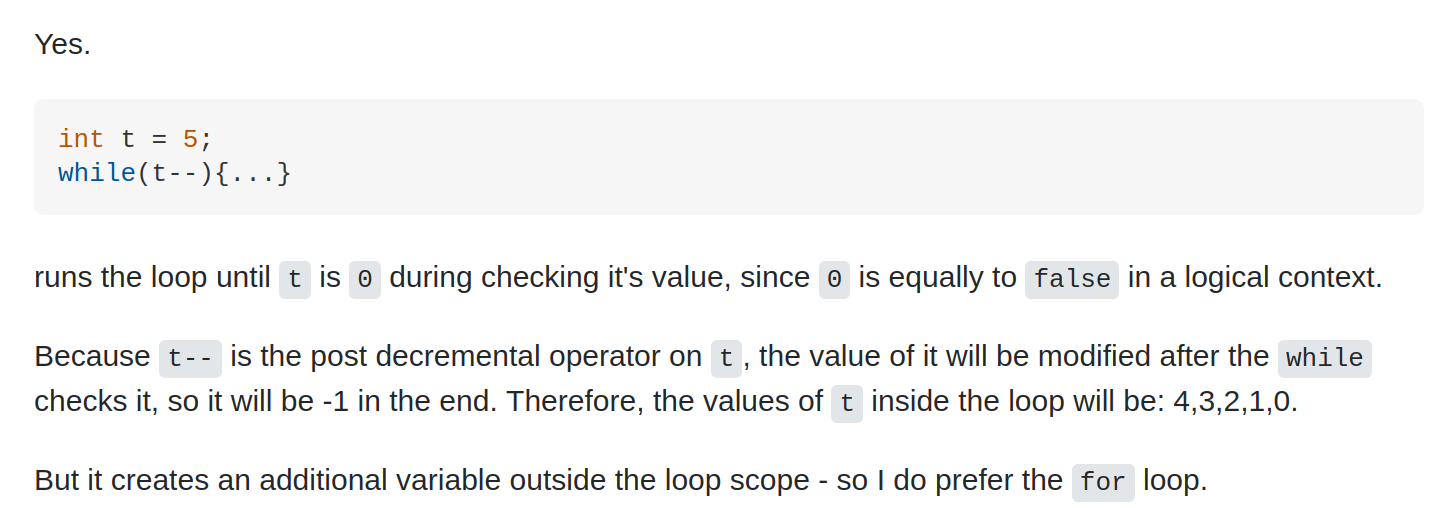 Yes.
int t = 5;
while(t--){...}
runs the loop until t is 0 during checking it's value, since 0 is equally to false in a logical context.
Because t-- is the post decremental operator on t, the value of it will be modified after the while
checks it, so it will be -1 in the end. Therefore, the values of t inside the loop will be: 4,3,2,1,0.
But it creates an additional variable outside the loop scope - so I do prefer the for loop.